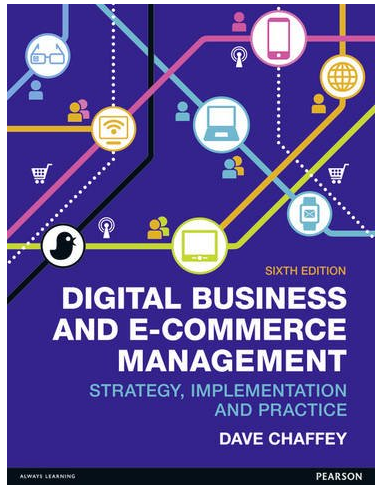 SIXTH EDITION
DIGITAL BUSINESS
AND E-COMMERCE
MANAGEMENT
STRATEGY, IMPLEMENTATION
AND PRACTICE
DAVE CHAFFEY
ALWAYS LEARNING
PEARSON